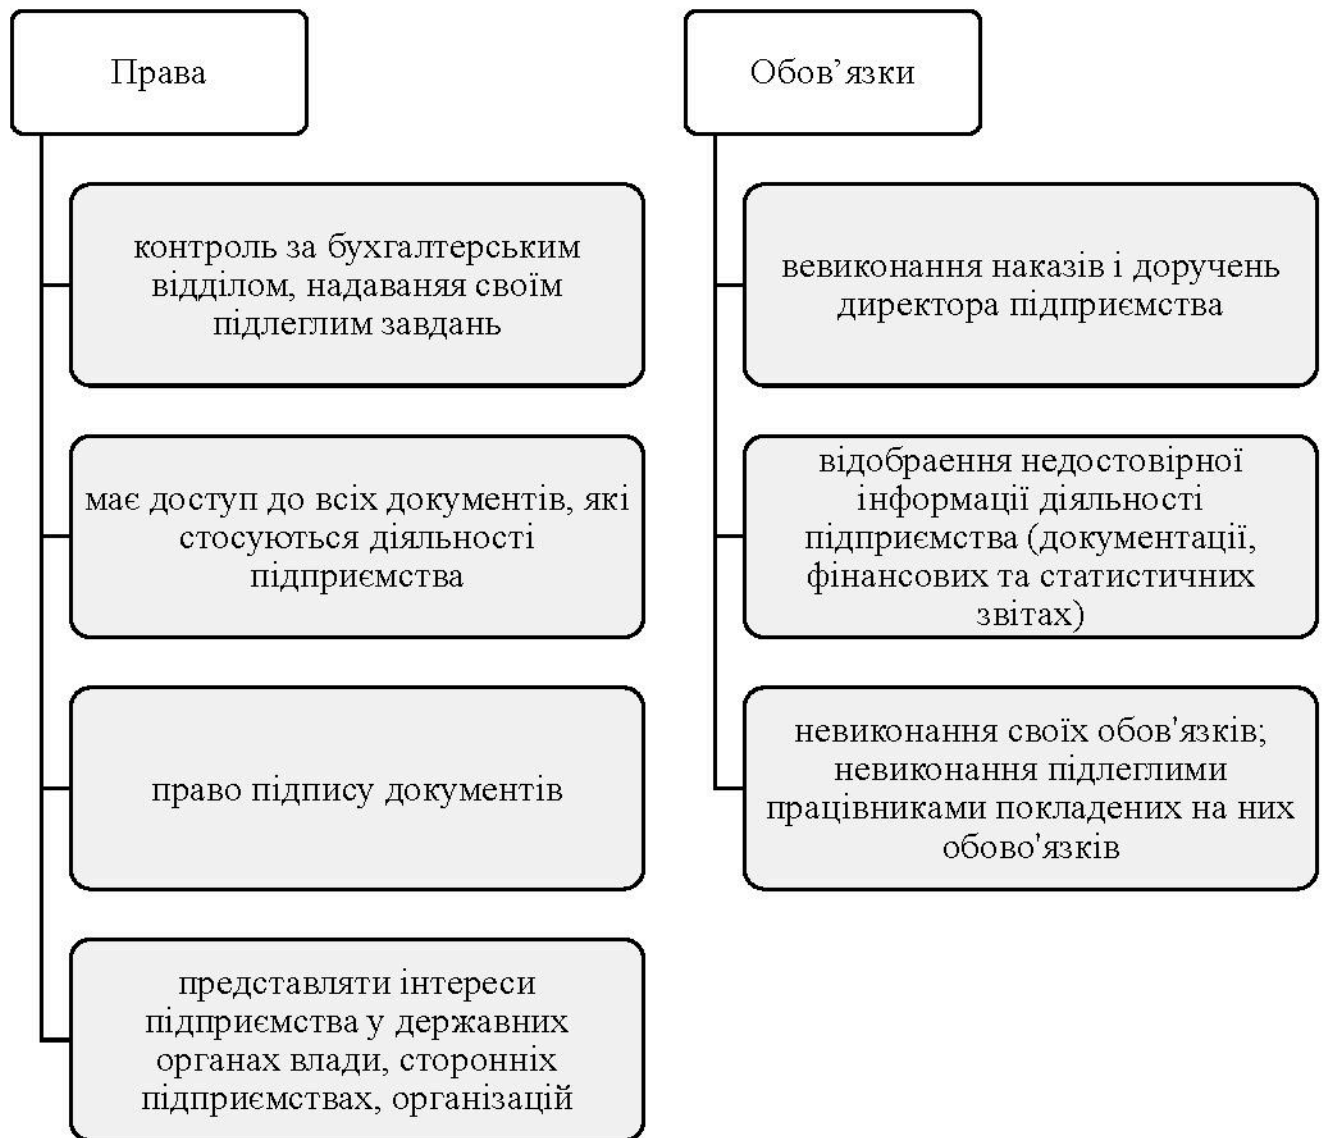 Права
контроль за бухгалтерським
відділом, надаваняя своїм
підлеглим завдань
має доступ до всіх документів, які
стосуються діяльності
підприємства
право підпису документів
представляти інтереси
підприємства у державних
органах влади, сторонніх
підприємствах, організацій
Обов’язки
вевиконання наказів і доручень
директора підприємства
відобраення недостовірної
інформації діяльності
підприємства (документації,
фінансових та статистичних
звітах)
невиконання своїх обов'язків;
невиконання підлеглими
працівниками покладених на них
обово'язків